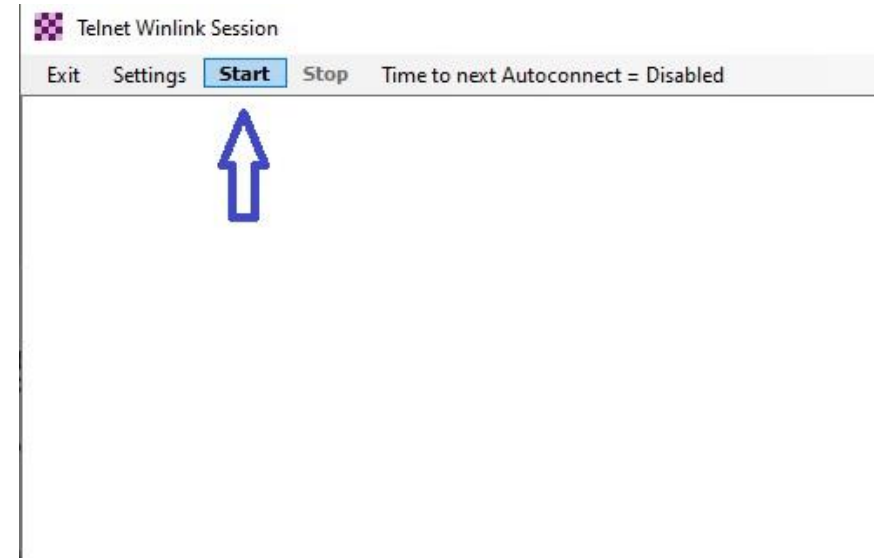 Telnet Winlink Session
Exit Settings Start Stop Time to next Autoconnect = Disabled